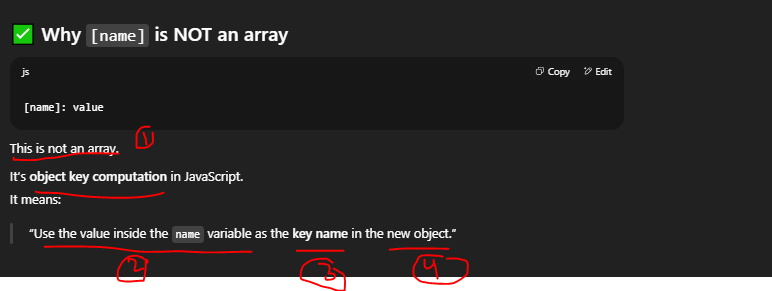 ✅ Why [name] is NOT an array
js Copy Edit
[name]: value
This is not an array. 1
It's object key computation in JavaScript.
It means:
"Use the value inside the name variable as the key name in the new object."
2 3 4